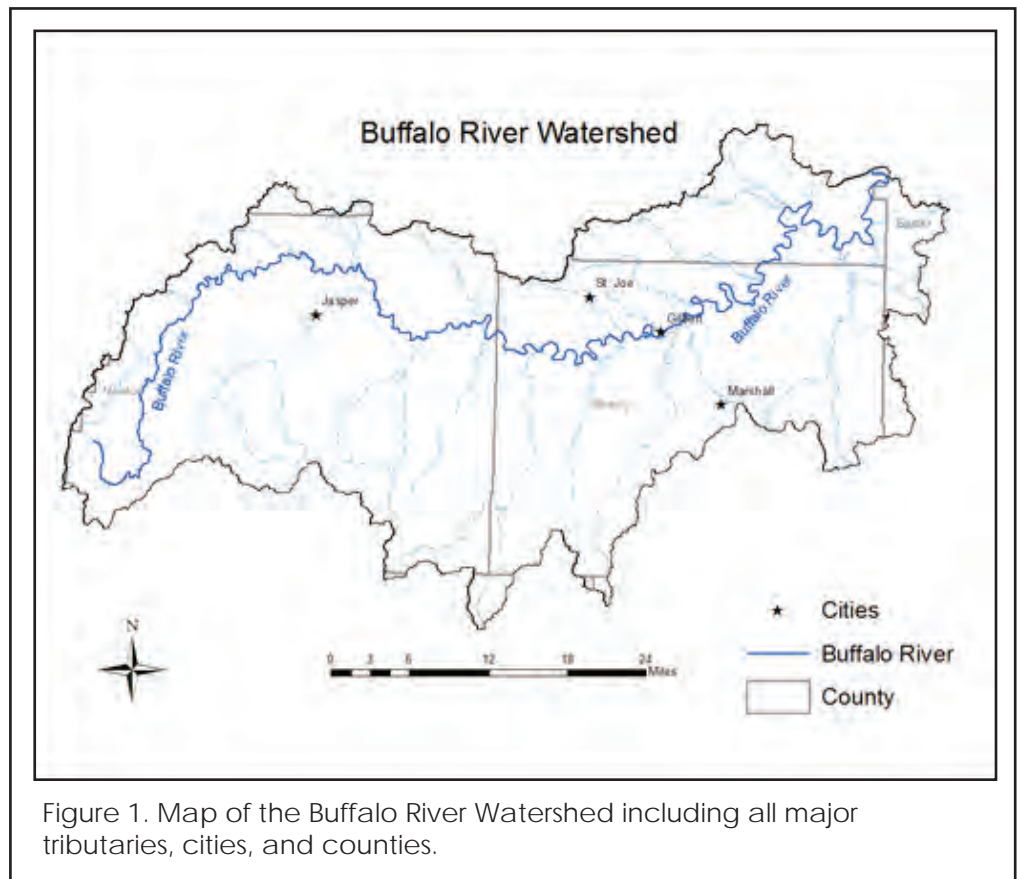 Buffalo River Watershed
St. Joe
Jasper
Buffalo River
Buffalo River
Marshall
N
0 3 6 12 18 24
Miles
Cities
Buffalo River
County
Figure 1. Map of the Buffalo River Watershed including all major
tributaries, cities, and counties.